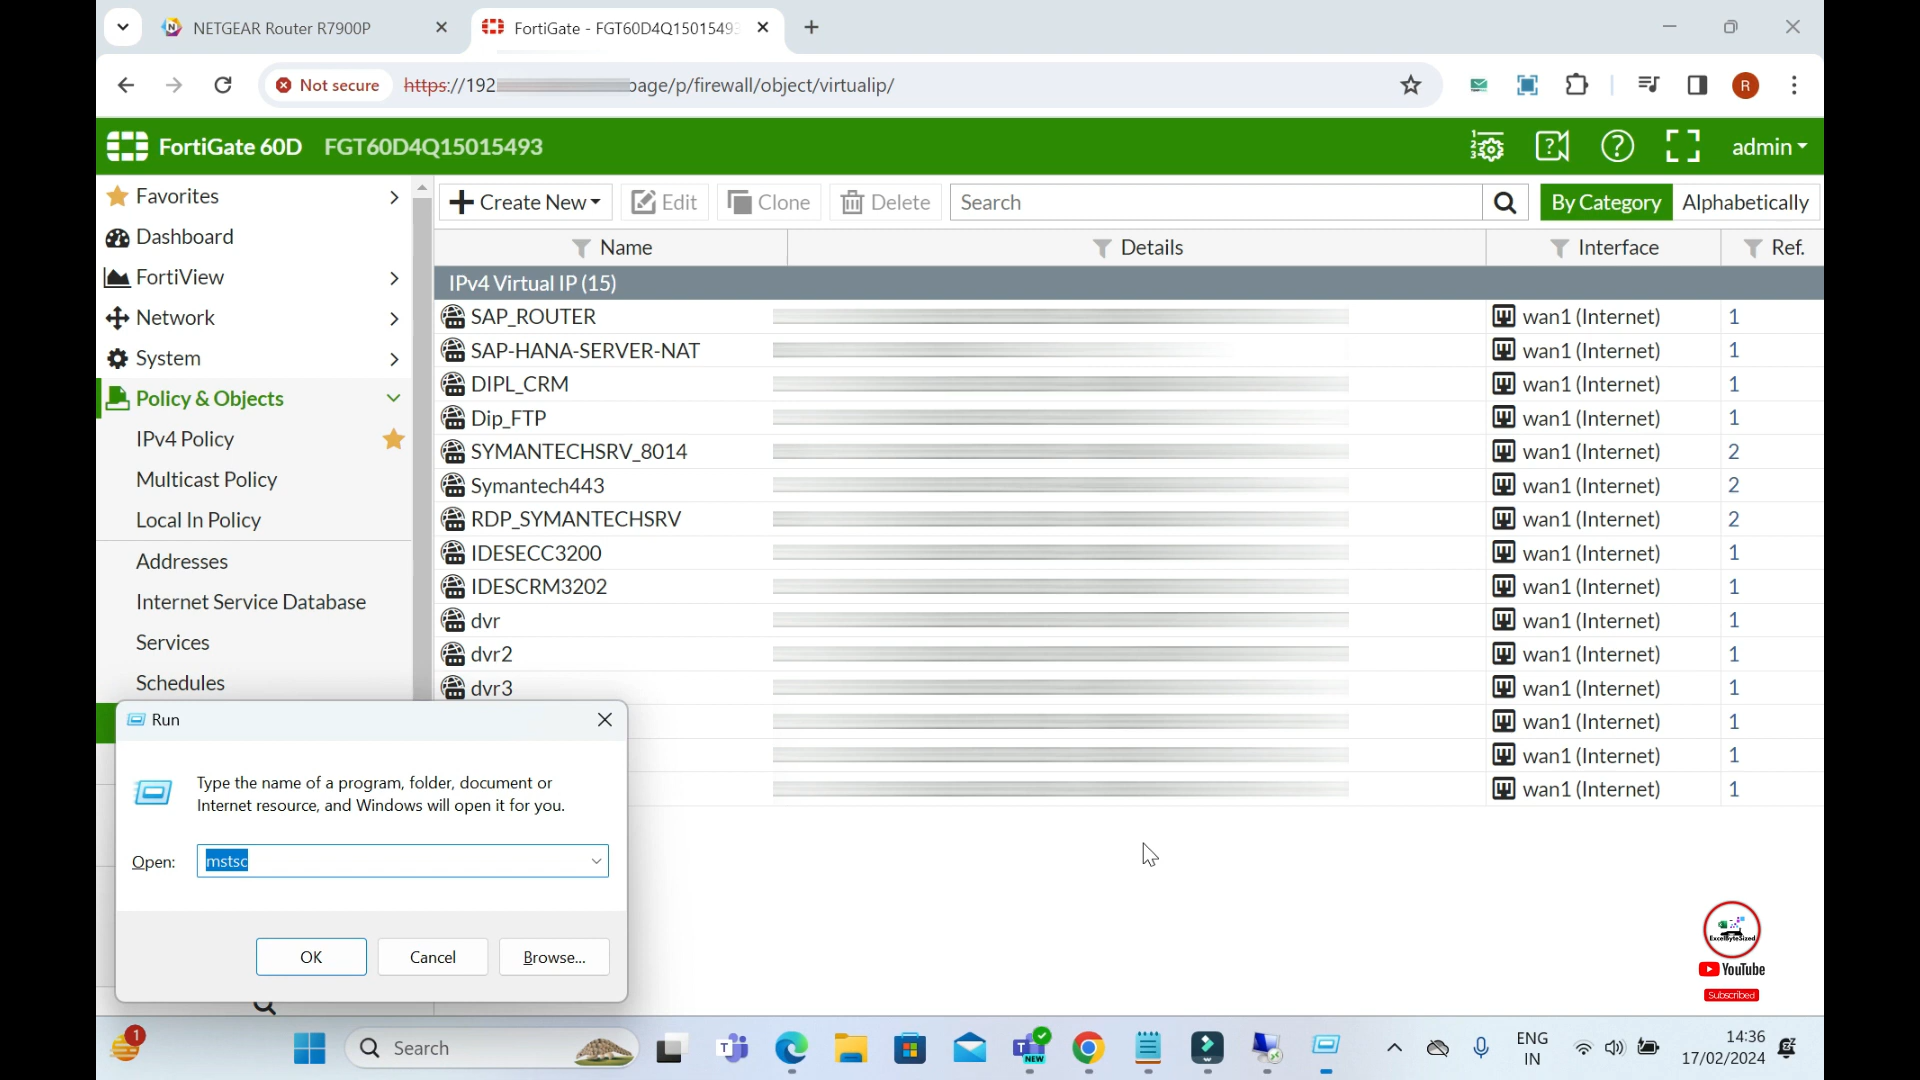 NETGEAR Router R7900P
FortiGate - FGT60D4Q15015493
Not secure
https://192
page/p/firewall/object/virtualip/
R
FortiGate 60D FGT60D4Q15015493
admin
Favorites
Dashboard
FortiView
Network
System
Policy & Objects
IPv4 Policy
Multicast Policy
Local In Policy
Addresses
Internet Service Database
Services
Schedules
Create New
Edit
Clone
Delete
Search
By Category
Alphabetically
Name Details Interface Ref.
IPv4 Virtual IP (15)
SAP_ROUTER wan1 (Internet) 1
SAP-HANA-SERVER-NAT wan1 (Internet) 1
DIPL_CRM wan1 (Internet) 1
Dip_FTP wan1 (Internet) 1
SYMANTECHSRV_8014 wan1 (Internet) 2
Symantech443 wan1 (Internet) 2
RDP_SYMANTECHSRV wan1 (Internet) 2
IDESECC3200 wan1 (Internet) 1
IDESCRM3202 wan1 (Internet) 1
dvr wan1 (Internet) 1
dvr2 wan1 (Internet) 1
dvr3 wan1 (Internet) 1
wan1 (Internet) 1
wan1 (Internet) 1
wan1 (Internet) 1
Run
Type the name of a program, folder, document or
Internet resource, and Windows will open it for you.
Open: mstsc
OK
Cancel
Browse...
ExcelByteSized
YouTube
Subscribed
1
Search
NEW
ENG
IN
14:36
17/02/2024